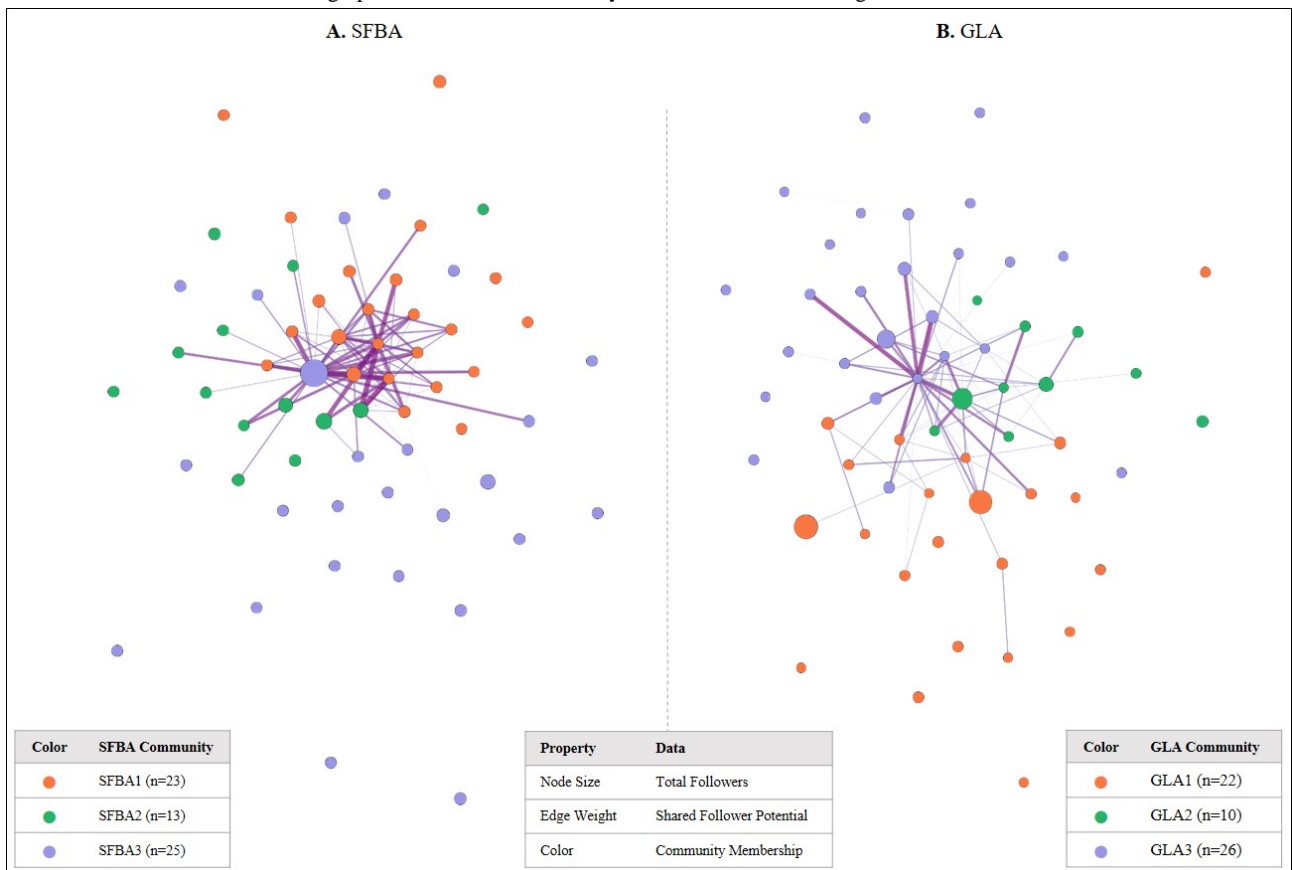 A. SFBA
B. GLA
Color SFBA Community
SFBA1 (n=23)
SFBA2 (n=13)
SFBA3 (n=25)
Property Data
Node Size Total Followers
Edge Weight Shared Follower Potential
Color Community Membership
Color GLA Community
GLA1 (n=22)
GLA2 (n=10)
GLA3 (n=26)